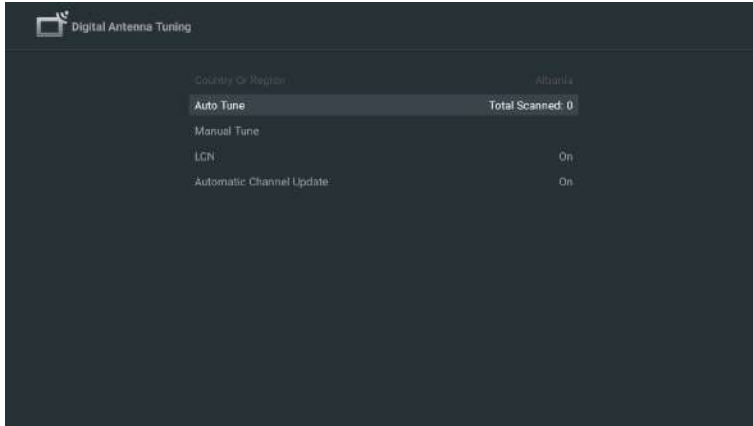 Digital Antenna Tuning
Country Or Region Albania
Auto Tune Total Scanned: 0
Manual Tune
LCN On
Automatic Channel Update On